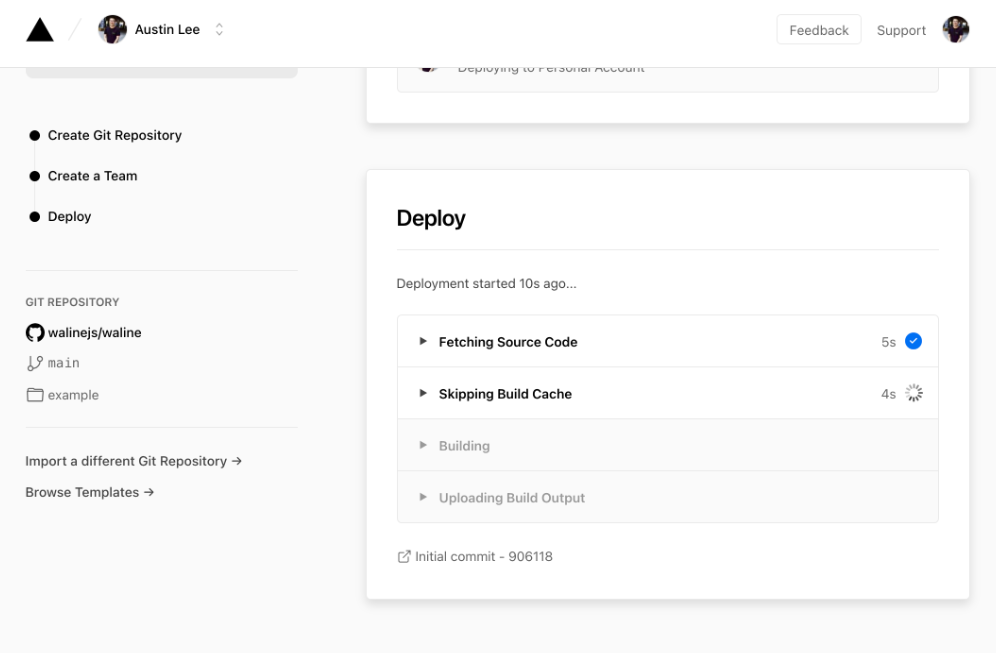 Austin Lee
Feedback
Support
Deploying to Personal Account
Create Git Repository
Create a Team
Deploy
GIT REPOSITORY
walinejs/waline
main
example
Import a different Git Repository →
Browse Templates →
Deploy
Deployment started 10s ago...
Fetching Source Code 5s
Skipping Build Cache 4s
Building
Uploading Build Output
Initial commit - 906118